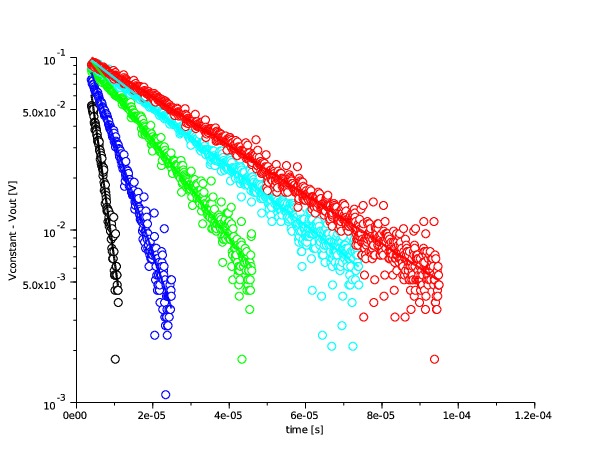 10^-1
5.0x10^-2
10^-2
5.0x10^-3
10^-3
Vconstant - Vout [V]
0e00 2e-05 4e-05 6e-05 8e-05 1e-04 1.2e-04
time [s]